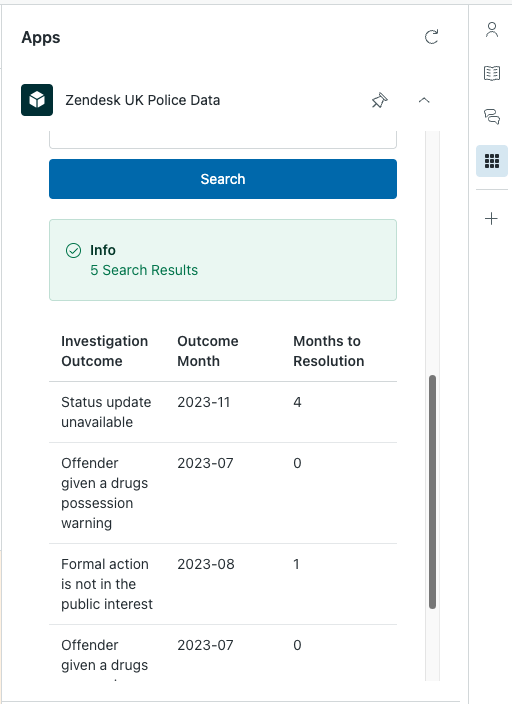 Apps
Zendesk UK Police Data
Search
Info
5 Search Results
Investigation Outcome Months to
Outcome Month Resolution
Status update 2023-11 4
unavailable
Offender 2023-07 0
given a drugs
possession
warning
Formal action 2023-08 1
is not in the
public interest
Offender 2023-07 0
given a drugs